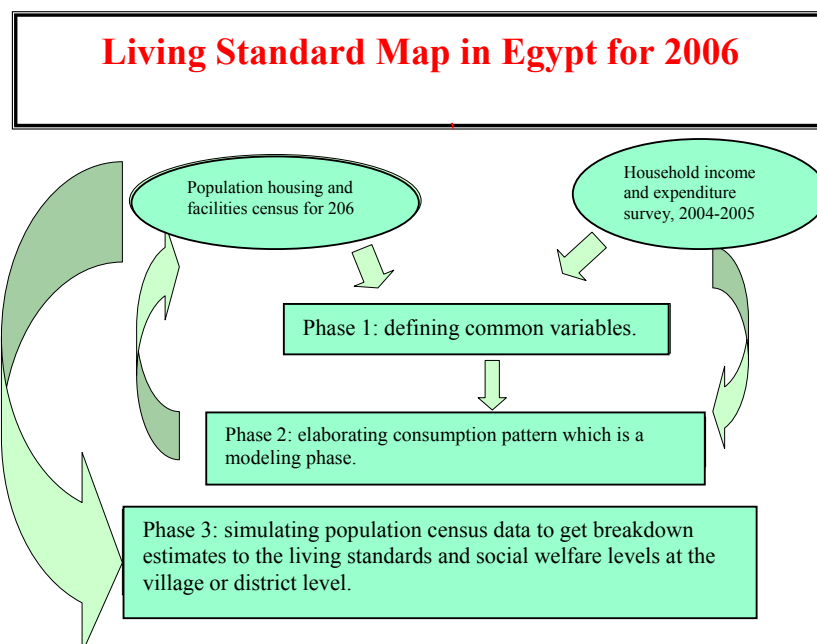 Living Standard Map in Egypt for 2006
Population housing and
facilities census for 206
Household income
and expenditure
survey, 2004-2005
Phase 1: defining common variables.
Phase 2: elaborating consumption pattern which is a
modeling phase.
Phase 3: simulating population census data to get breakdown
estimates to the living standards and social welfare levels at the
village or district level.